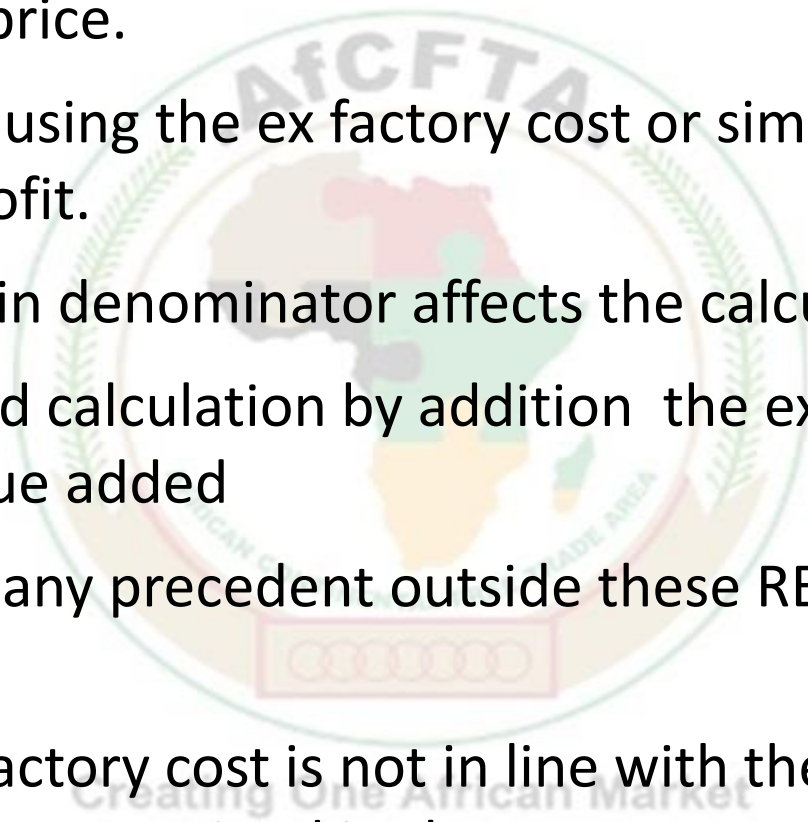 price.
AfCFTA
using the ex factory cost or sim
ofit.
in denominator affects the calcu
d calculation by addition  the ex
ue added
any precedent outside these RE
actory cost is not in line with the
Creating One African Market